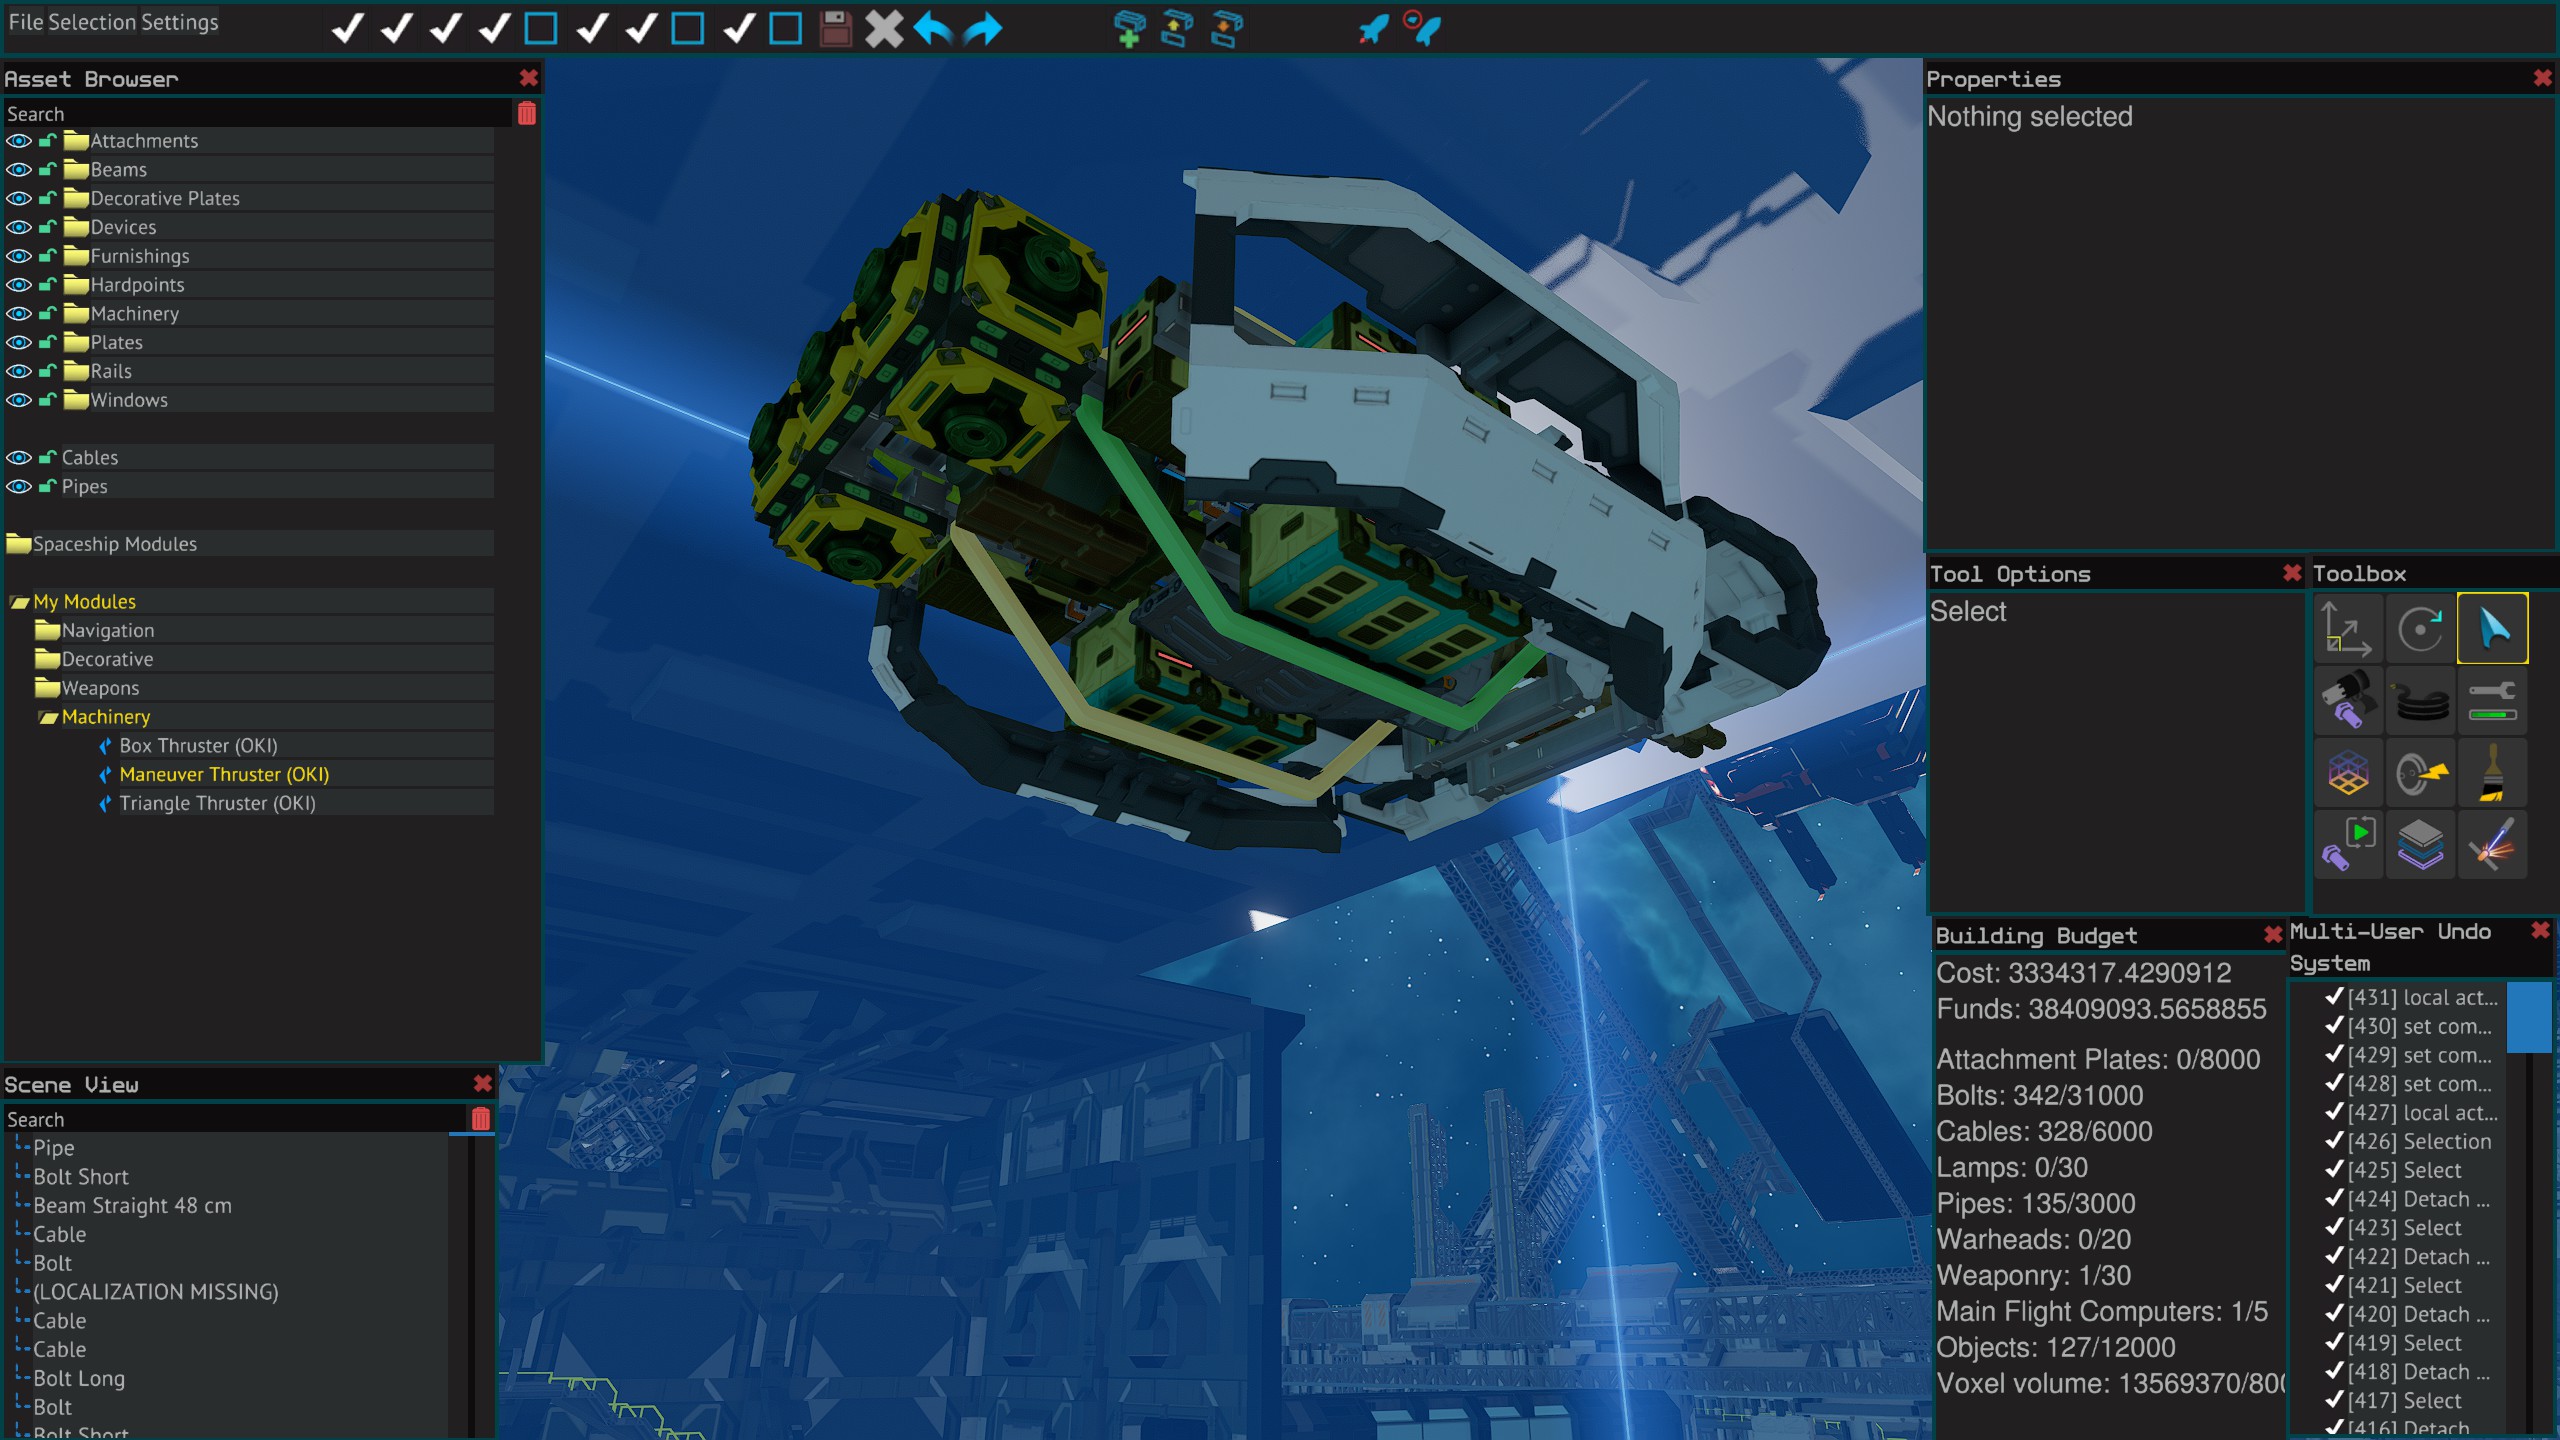 File Selection Settings
Asset Browser
Search
Attachments
Beams
Decorative Plates
Devices
Furnishings
Hardpoints
Machinery
Plates
Rails
Windows
Cables
Pipes
Spaceship Modules
My Modules
Navigation
Decorative
Weapons
Machinery
Box Thruster (OKI)
Maneuver Thruster (OKI)
Triangle Thruster (OKI)
Scene View
Search
Pipe
Bolt Short
Beam Straight 48 cm
Cable
Bolt
(LOCALIZATION MISSING)
Cable
Cable
Bolt Long
Bolt
Bolt Short
Properties
Nothing selected
Tool Options
Select
Toolbox
Building Budget
Cost: 3334317.4290912
Funds: 38409093.5658855
Attachment Plates: 0/8000
Bolts: 342/31000
Cables: 328/6000
Lamps: 0/30
Pipes: 135/3000
Warheads: 0/20
Weaponry: 1/30
Main Flight Computers: 1/5
Objects: 127/12000
Voxel volume: 13569370/800
Multi-User Undo
System
[431] local act...
[430] set com...
[429] set com...
[428] set com...
[427] local act...
[426] Selection
[425] Select
[424] Detach ...
[423] Select
[422] Detach ...
[421] Select
[420] Detach ...
[419] Select
[418] Detach ...
[417] Select
[416] Detach